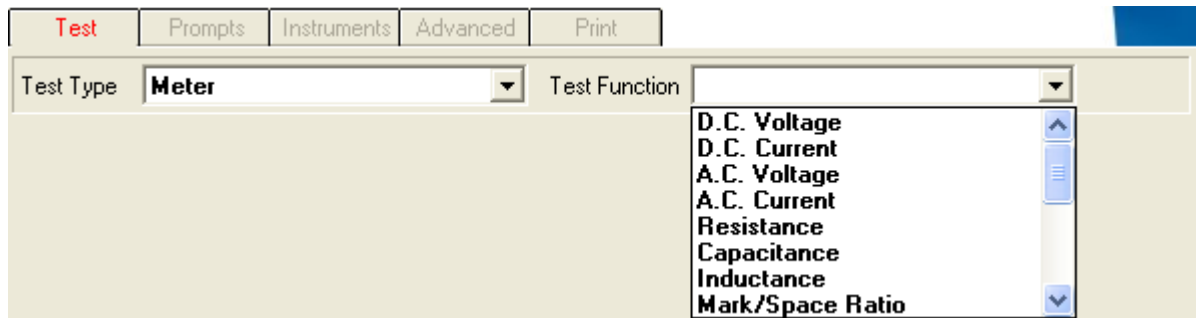 Test Prompts Instruments Advanced Print
Test Type Meter Test Function
D.C. Voltage
D.C. Current
A.C. Voltage
A.C. Current
Resistance
Capacitance
Inductance
Mark/Space Ratio